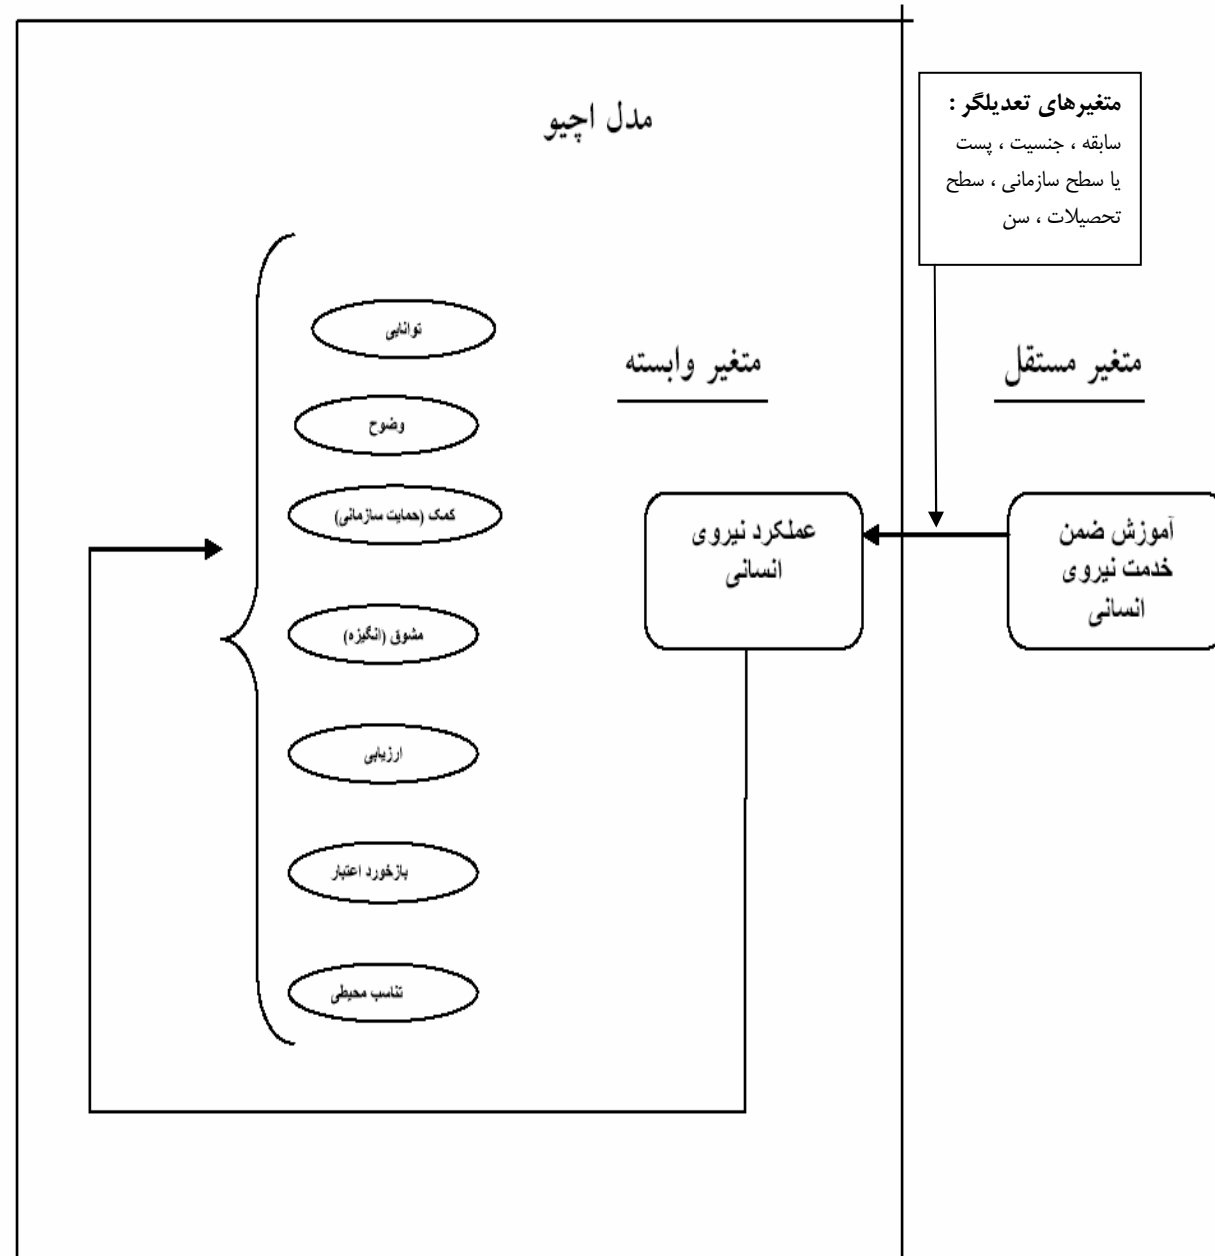 مدل اچیو
متغیرهای تعدیلگر :
سابقه ، جنسیت ، پست
یا سطح سازمانی ، سطح
تحصیلات ، سن
متغیر مستقل
متغیر وابسته
آموزش ضمن
خدمت نیروی
انسانی
عملکرد نیروی
انسانی
توانایی
وضوح
کمک (حمایت سازمانی)
مشوق (انگیزه)
ارزیابی
بازخورد اعتبار
تناسب محیطی